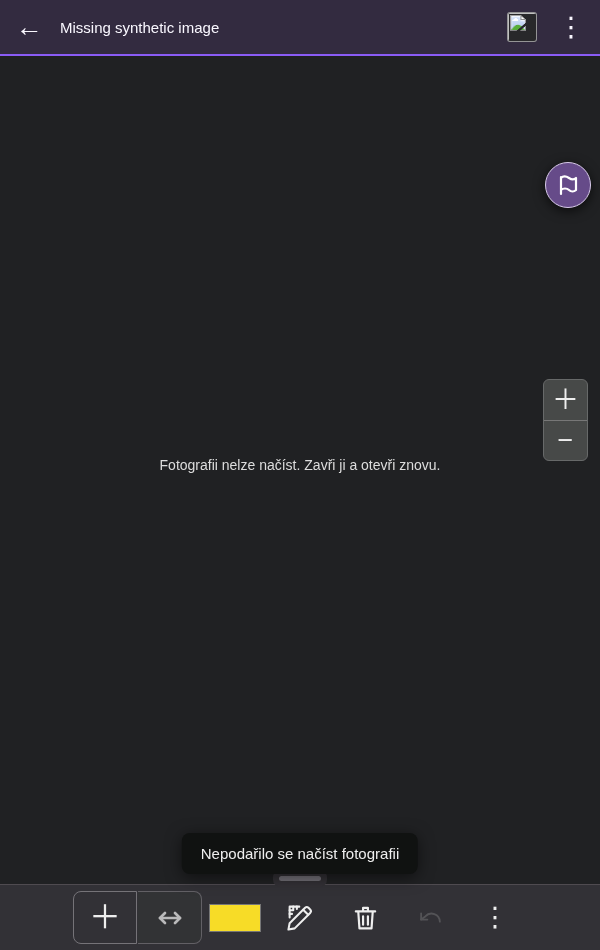 Missing synthetic image
Fotografii nelze načíst. Zavři ji a otevři znovu.
Nepodařilo se načíst fotografii